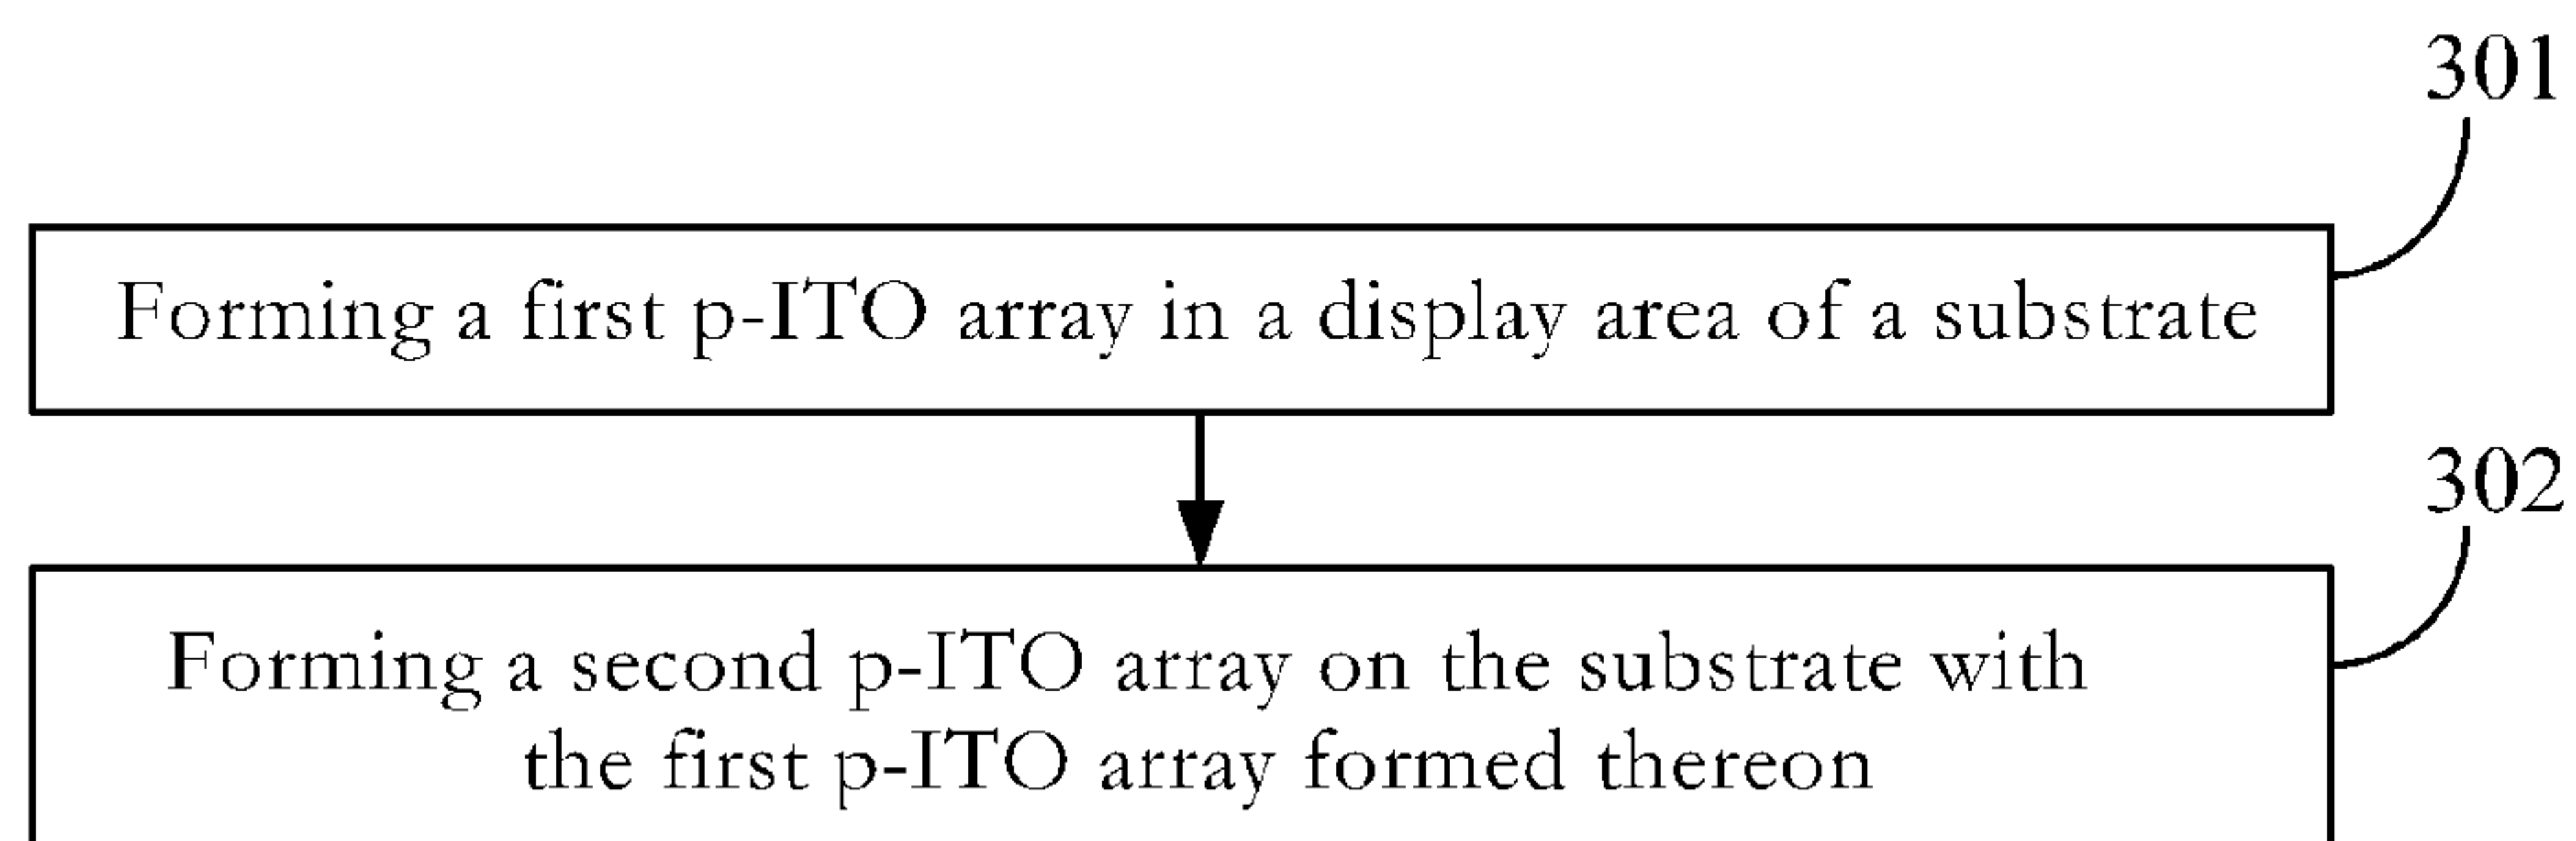 301
Forming a first p-ITO array in a display area of a substrate
302
Forming a second p-ITO array on the substrate with
the first p-ITO array formed thereon